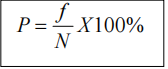 P = f/N X100%